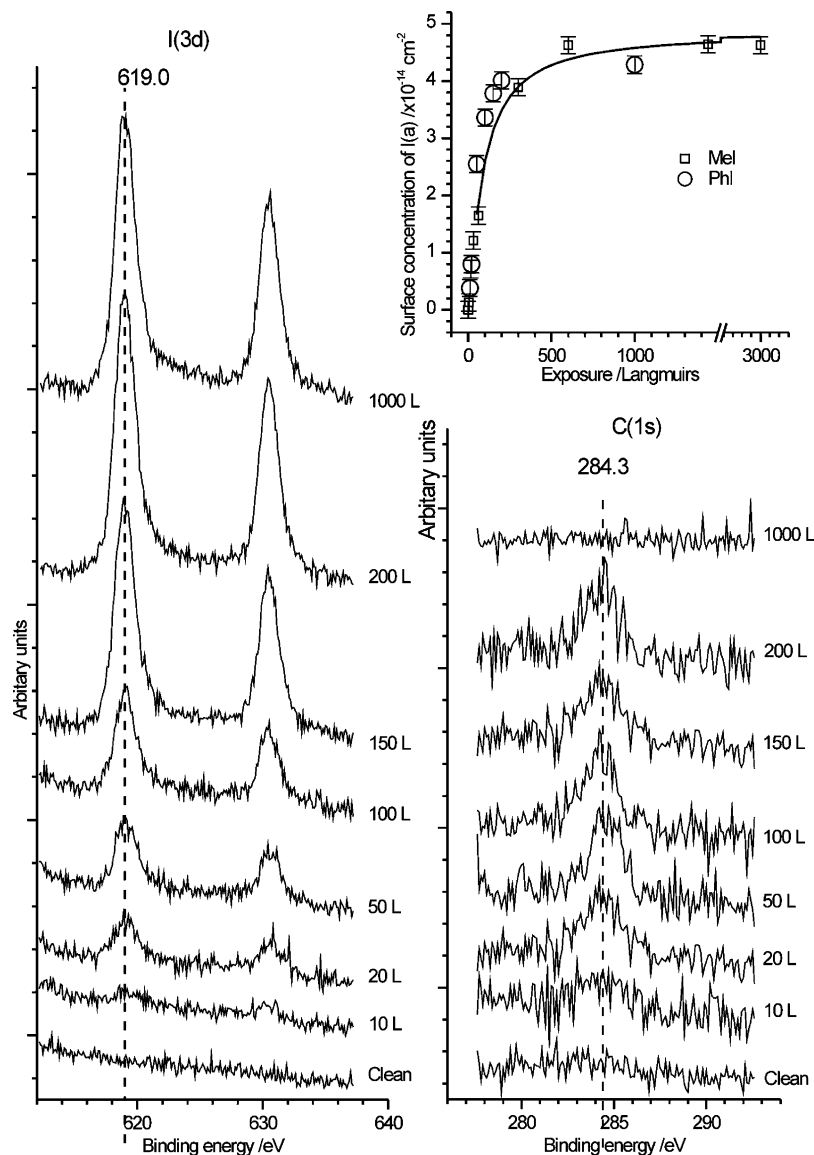 I(3d)
619.0
1000 L
200 L
150 L
100 L
50 L
20 L
10 L
Clean
Arbitary units
620
630
640
Binding energy /eV
5
4
3
2
1
0
Surface concentration of I(a) /x10⁻¹⁴ cm⁻²
MeI
PhI
0
500
1000
3000
Exposure /Langmuirs
C(1s)
284.3
Arbitary units
1000 L
200 L
150 L
100 L
50 L
20 L
10 L
Clean
280
285
290
Binding energy /eV